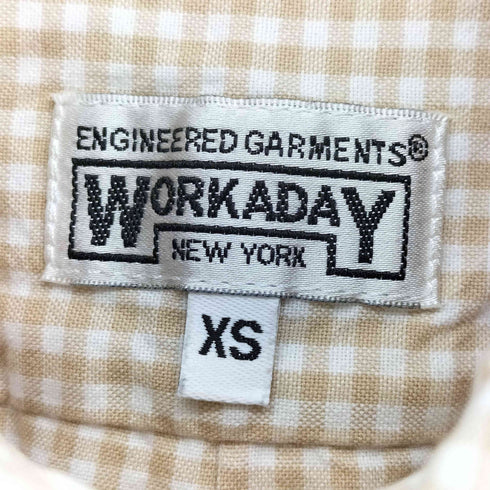 ENGINEERED GARMENTS®
WORKADAY
NEW YORK
XS